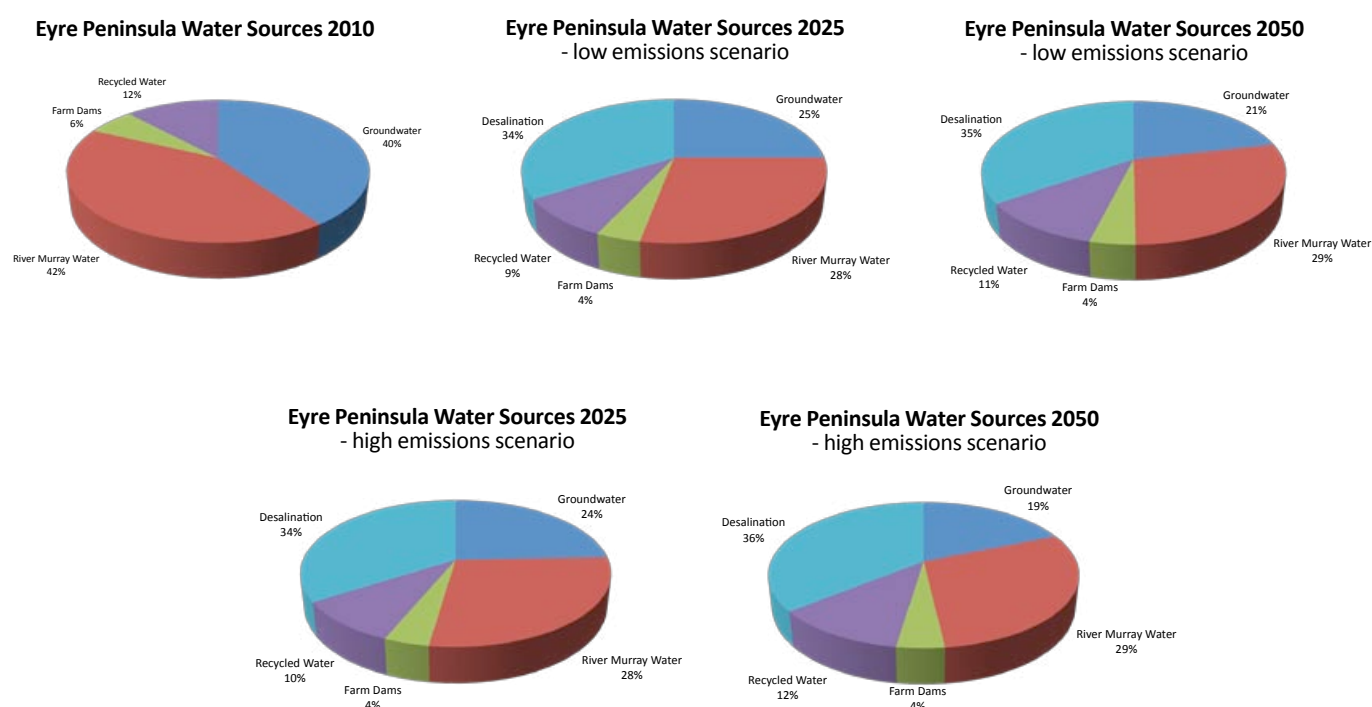 Eyre Peninsula Water Sources 2010
Recycled Water
12%
Farm Dams
6%
Groundwater
40%
River Murray Water
42%
Eyre Peninsula Water Sources 2025
- low emissions scenario
Groundwater
25%
Desalination
34%
Recycled Water
9%
Farm Dams
4%
River Murray Water
28%
Eyre Peninsula Water Sources 2050
- low emissions scenario
Groundwater
21%
Desalination
35%
River Murray Water
29%
Recycled Water
11%
Farm Dams
4%
Eyre Peninsula Water Sources 2025
- high emissions scenario
Groundwater
24%
Desalination
34%
Recycled Water
10%
River Murray Water
28%
Farm Dams
4%
Eyre Peninsula Water Sources 2050
- high emissions scenario
Groundwater
19%
Desalination
36%
River Murray Water
29%
Recycled Water
12%
Farm Dams
4%